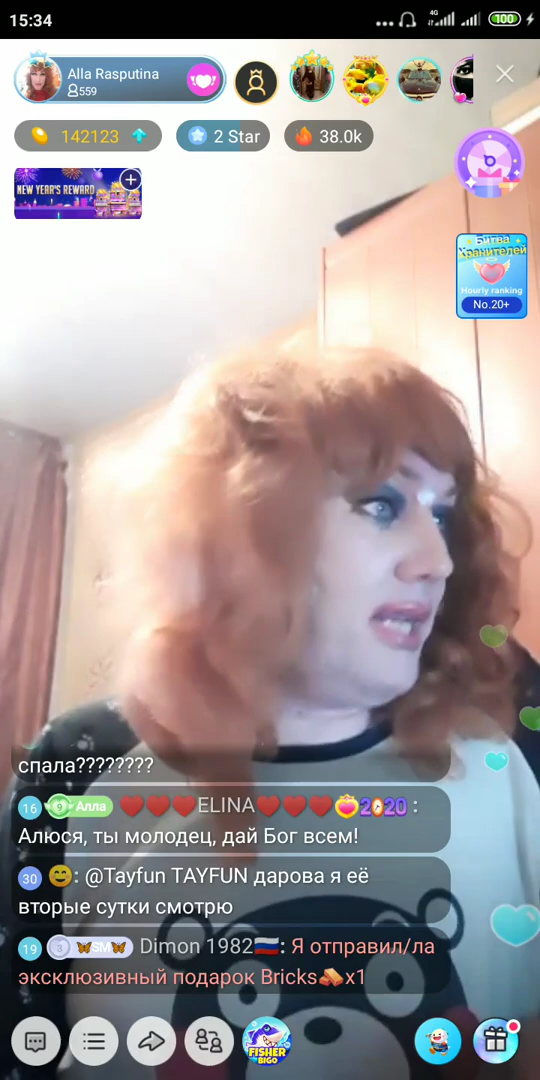 15:34
4G
100
Alla Rasputina
559
142123
2 Star
38.0k
NEW YEAR'S REWARD
Битва
Хранителей
Hourly ranking
No.20+
спала????????
16 9 Алла ❤️❤️❤️ELINA❤️❤️❤️ 2020 :
Алюся, ты молодец, дай Бог всем!
30 😄: @Tayfun TAYFUN дарова я её
вторые сутки смотрю
19 3 🦋SM🦋 Dimon 1982🇷🇺: Я отправил/ла
эксклюзивный подарок Bricks🧱x1
FISHER
BIGO